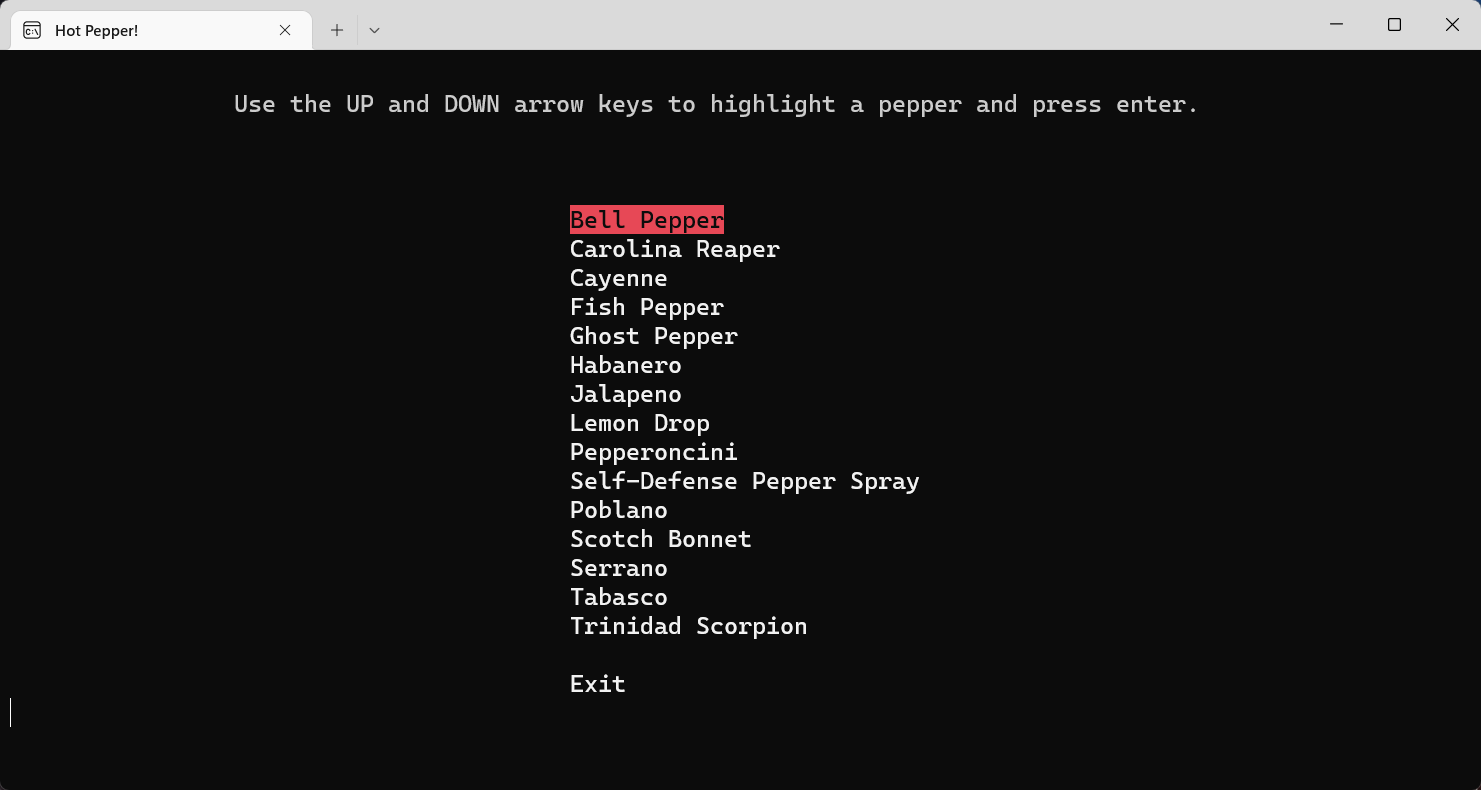 Hot Pepper!
Use the UP and DOWN arrow keys to highlight a pepper and press enter.
Bell Pepper
Carolina Reaper
Cayenne
Fish Pepper
Ghost Pepper
Habanero
Jalapeno
Lemon Drop
Pepperoncini
Self-Defense Pepper Spray
Poblano
Scotch Bonnet
Serrano
Tabasco
Trinidad Scorpion
Exit